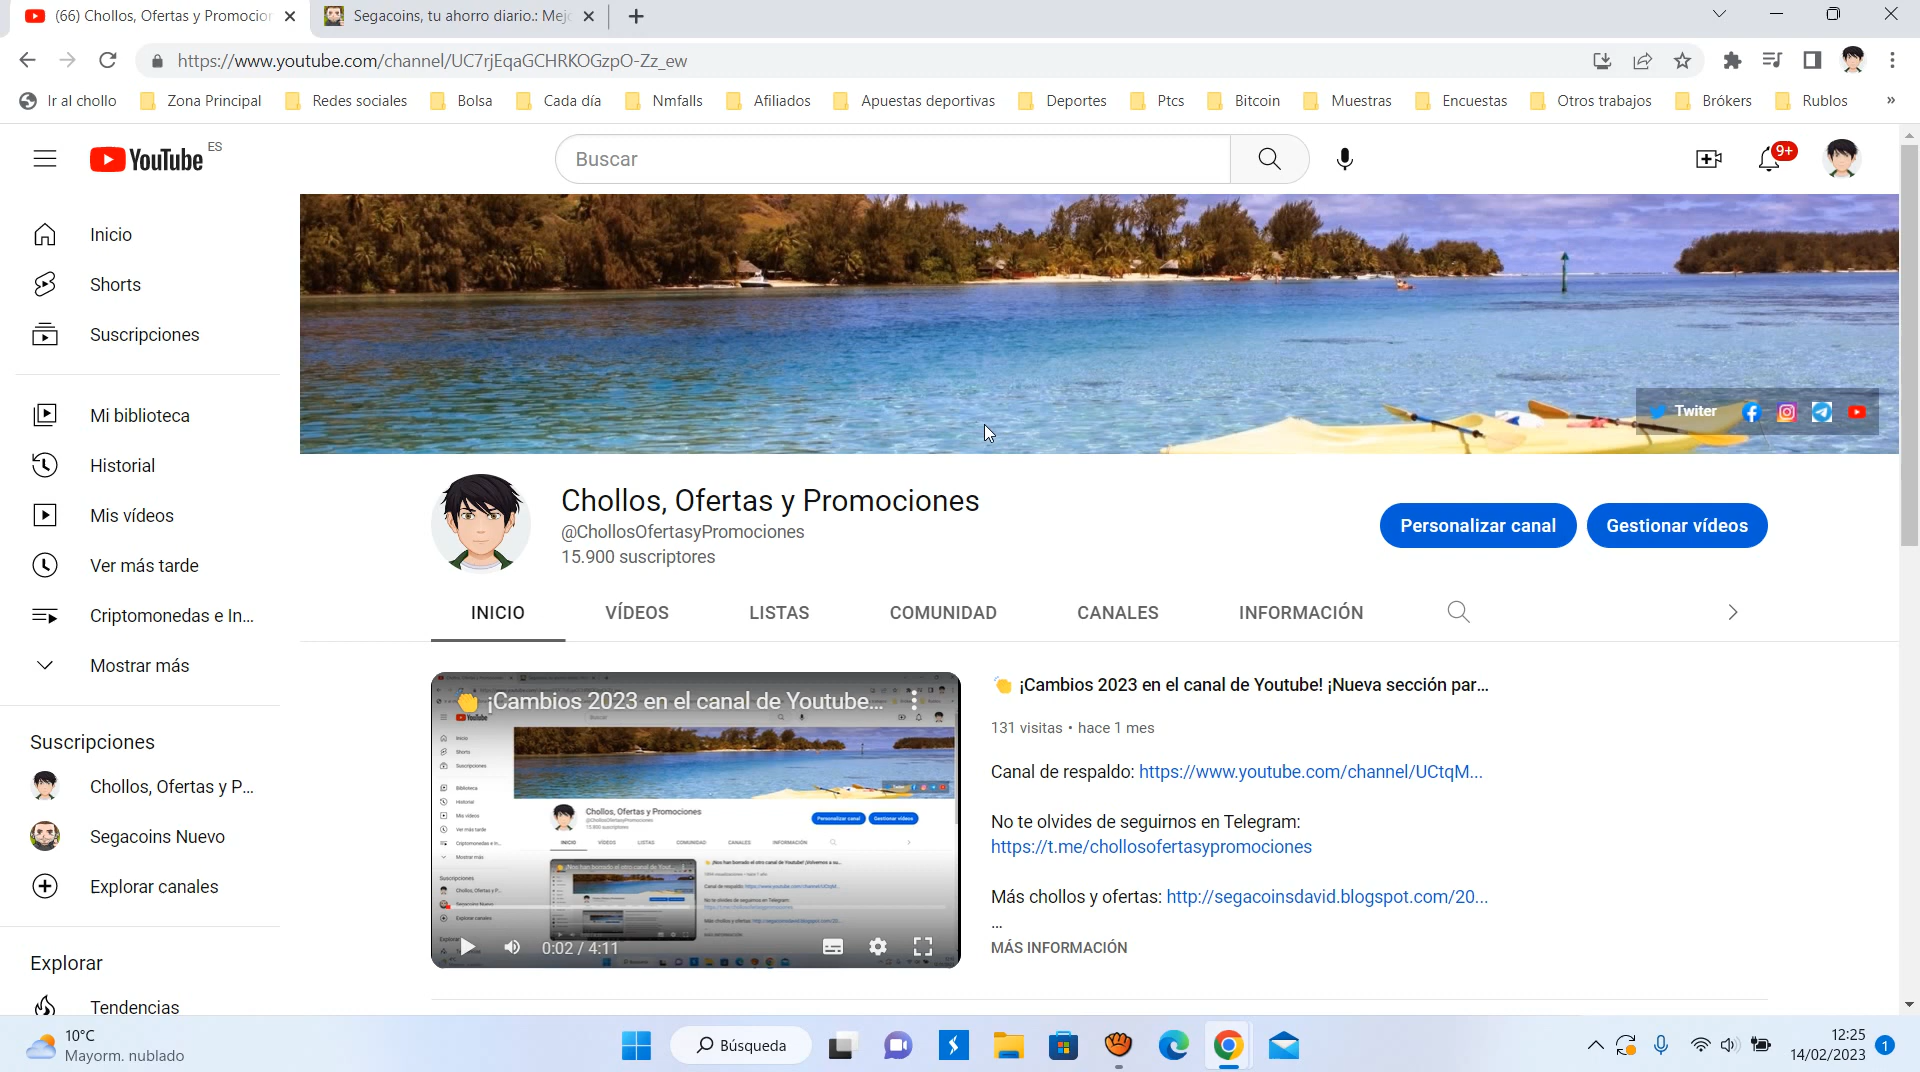 (66) Chollos, Ofertas y Promocion
Segacoins, tu ahorro diario.: Mejo
https://www.youtube.com/channel/UC7rjEqaGCHRKOGzpO-Zz_ew
Ir al chollo
Zona Principal
Redes sociales
Bolsa
Cada día
Nmfalls
Afiliados
Apuestas deportivas
Deportes
Ptcs
Bitcoin
Muestras
Encuestas
Otros trabajos
Brókers
Rublos
»
YouTube ES
Buscar
9+
Inicio
Shorts
Suscripciones
Mi biblioteca
Historial
Mis vídeos
Ver más tarde
Criptomonedas e In...
Mostrar más
Suscripciones
Chollos, Ofertas y P...
Segacoins Nuevo
Explorar canales
Explorar
Tendencias
Twiter
Chollos, Ofertas y Promociones
@ChollosOfertasyPromociones
15.900 suscriptores
Personalizar canal
Gestionar vídeos
INICIO
VÍDEOS
LISTAS
COMUNIDAD
CANALES
INFORMACIÓN
¡Cambios 2023 en el canal de Youtube...
Chollos, Ofertas y Promociones
0:02 / 4:11
¡Cambios 2023 en el canal de Youtube! ¡Nueva sección par...
131 visitas • hace 1 mes
Canal de respaldo: https://www.youtube.com/channel/UCtqM...
No te olvides de seguirnos en Telegram:
https://t.me/chollosofertasypromociones
Más chollos y ofertas: http://segacoinsdavid.blogspot.com/20...
...
MÁS INFORMACIÓN
10°C
Mayorm. nublado
Búsqueda
12:25
14/02/2023
1